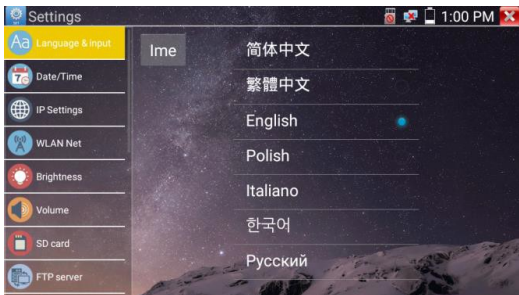 Settings
1:00 PM
Aa Language & Input
Date/Time
IP Settings
WLAN Net
Brightness
Volume
SD card
FTP server
Ime
简体中文
繁體中文
English
Polish
Italiano
한국어
Русский